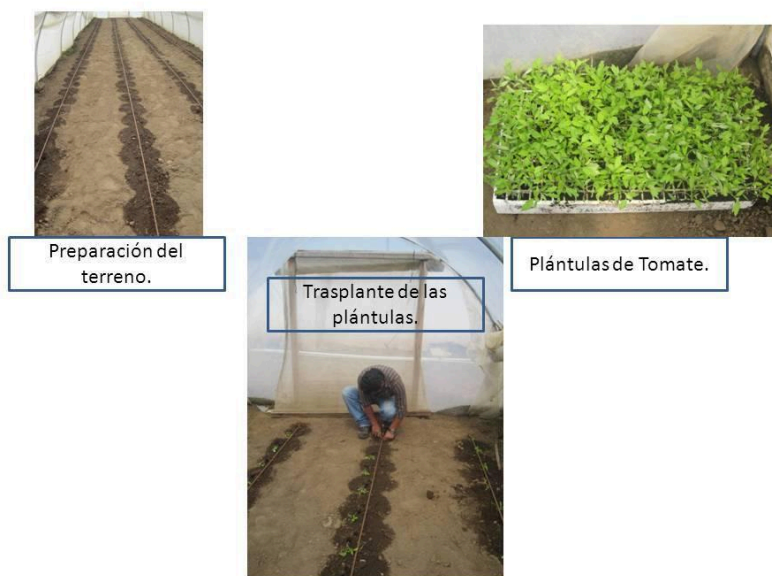 Preparación del
terreno.
Plántulas de Tomate.
Trasplante de las
plántulas.